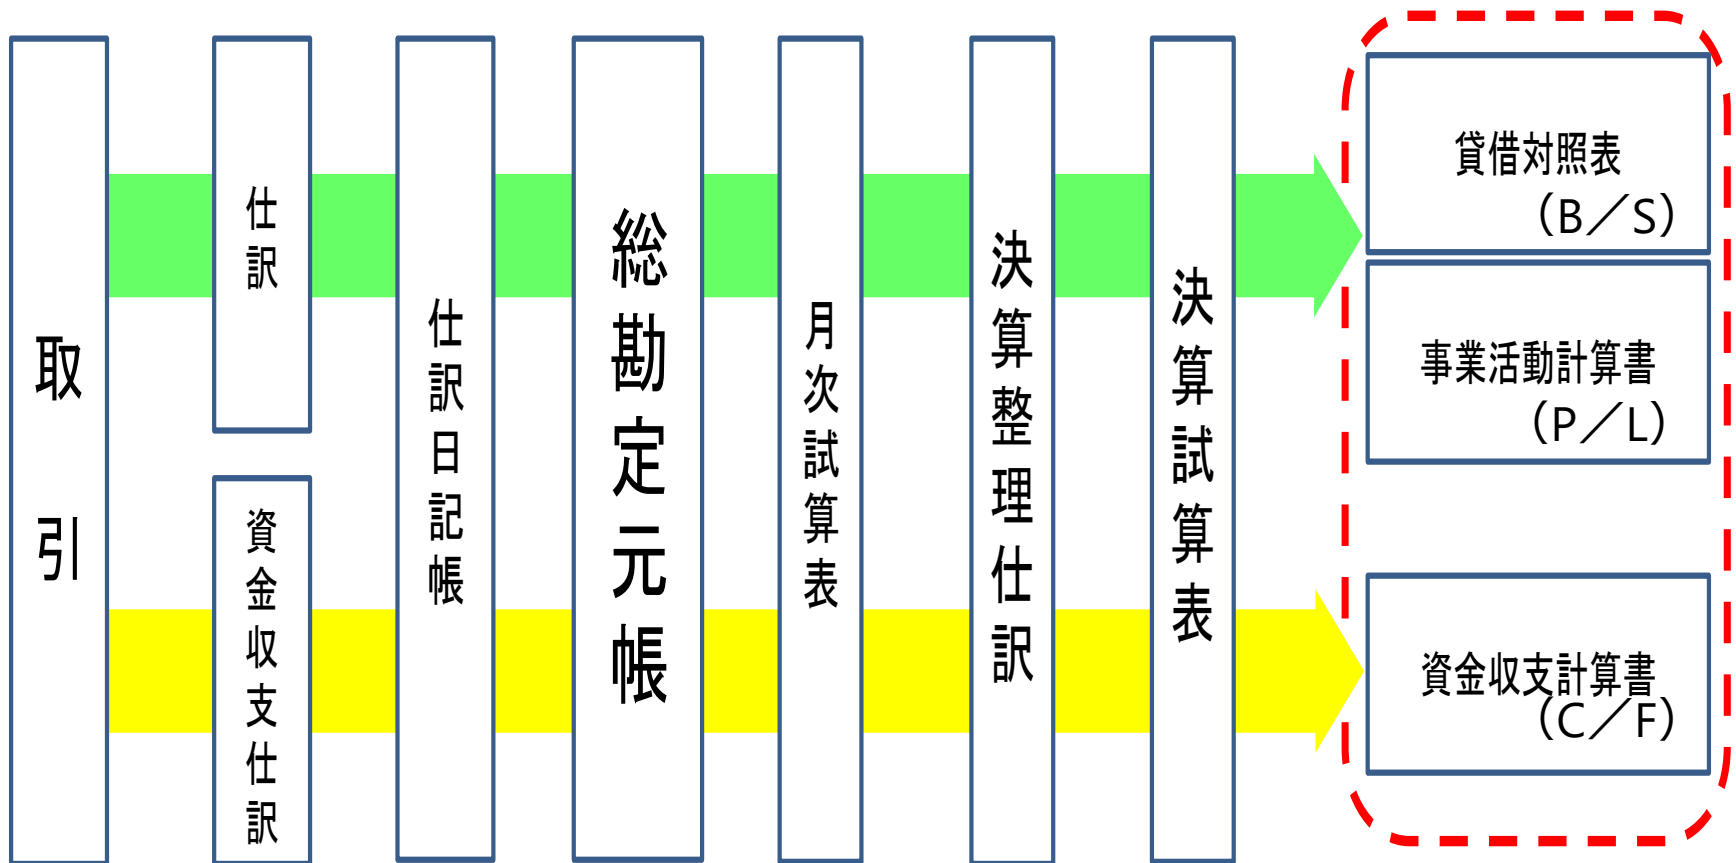 取引
仕訳
資金収支仕訳
仕訳日記帳
総勘定元帳
月次試算表
決算整理仕訳
決算試算表
貸借対照表
（B／S）
事業活動計算書
（P／L）
資金収支計算書
（C／F）